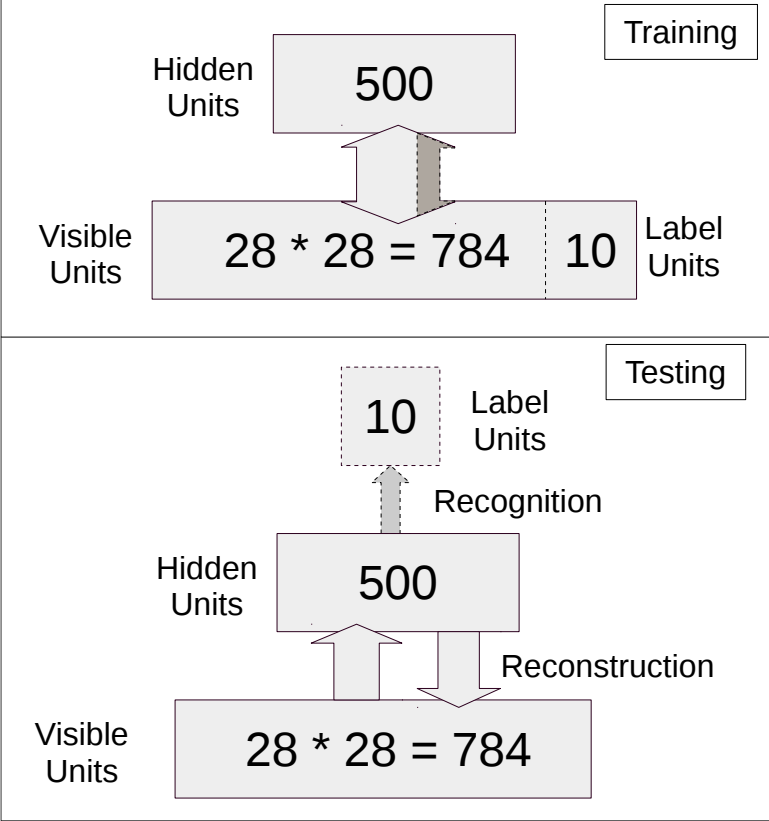 Training
Hidden
Units
500
Visible
Units
28 * 28 = 784
10
Label
Units
Testing
10
Label
Units
Recognition
Hidden
Units
500
Reconstruction
Visible
Units
28 * 28 = 784